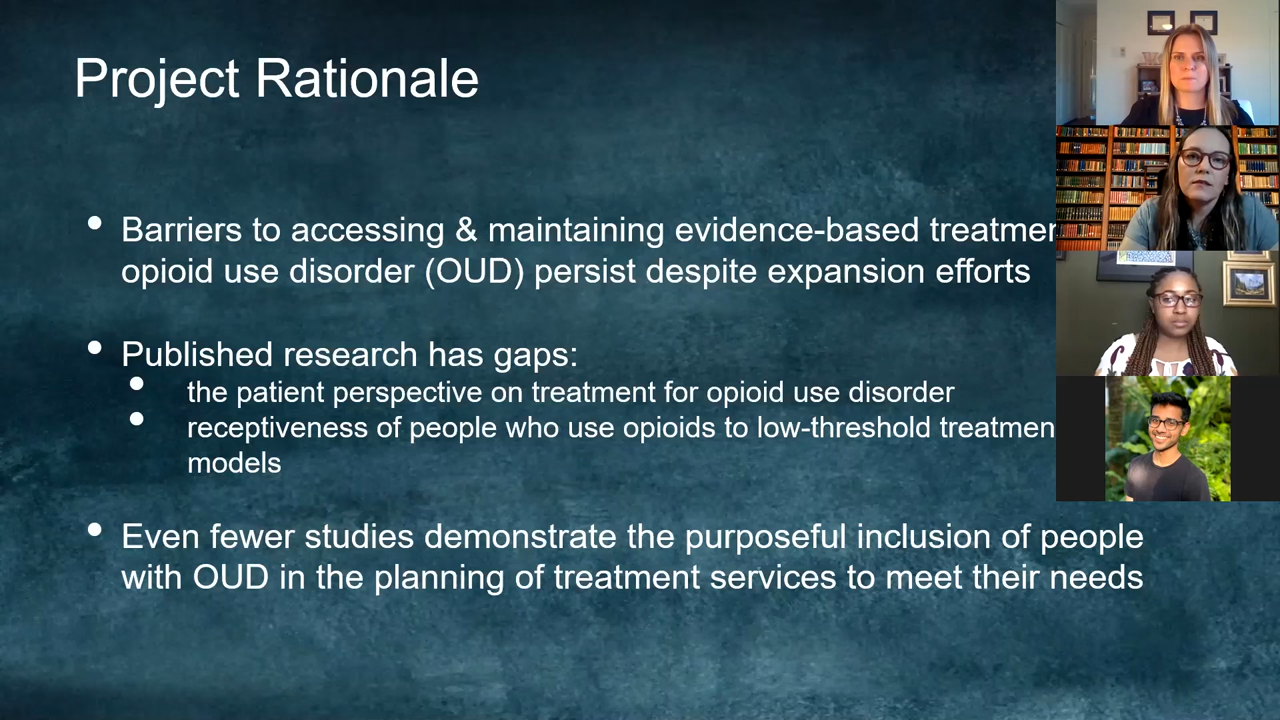 Project Rationale
• Barriers to accessing & maintaining evidence-based
opioid use disorder (OUD) persist despite expansion efforts
• Published research has gaps:
• the patient perspective on treatment for opioid use disorder
• receptiveness of people who use opioids to low-threshold
models
• Even fewer studies demonstrate the purposeful inclusion of people
with OUD in the planning of treatment services to meet their needs